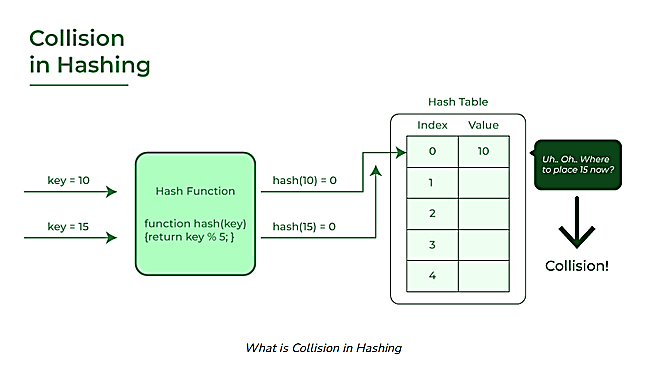 Collision
in Hashing
Hash Table
Index Value
key = 10
Hash Function
hash(10) = 0
0 10
Uh.. Oh.. Where
to place 15 now?
1
key = 15
function hash(key)
{return key % 5; }
hash(15) = 0
2
3
4
Collision!
What is Collision in Hashing